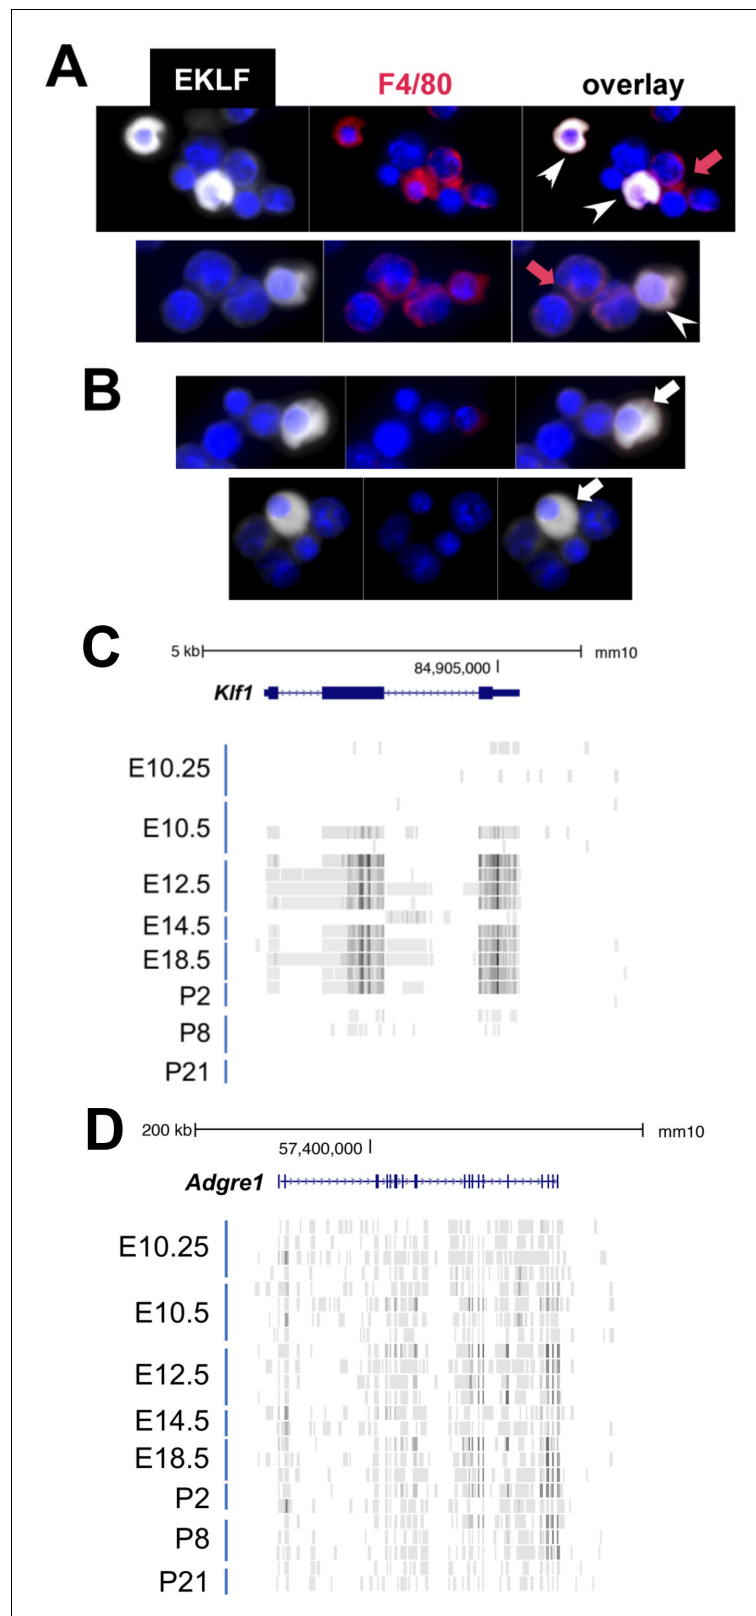 A
EKLF F4/80 overlay
B
C
5 kb mm10
84,905,000
Klf1
E10.25
E10.5
E12.5
E14.5
E18.5
P2
P8
P21
D
200 kb mm10
57,400,000
Adgre1
E10.25
E10.5
E12.5
E14.5
E18.5
P2
P8
P21